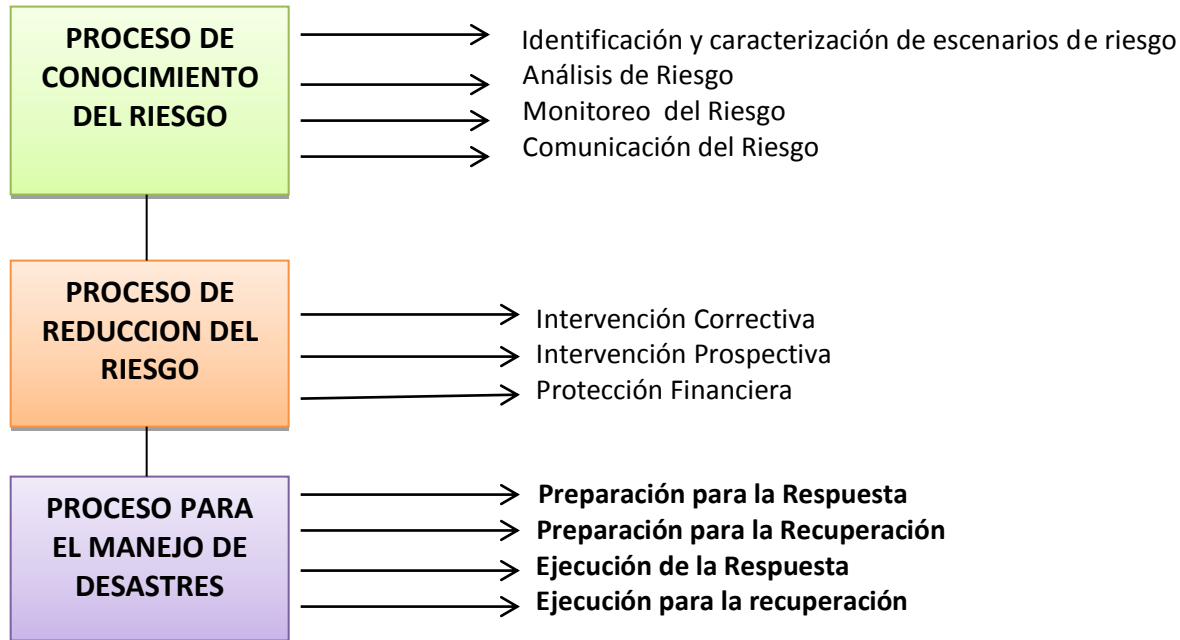 PROCESO DE
CONOCIMIENTO
DEL RIESGO
Identificación y caracterización de escenarios de riesgo
Análisis de Riesgo
Monitoreo del Riesgo
Comunicación del Riesgo
PROCESO DE
REDUCCION DEL
RIESGO
Intervención Correctiva
Intervención Prospectiva
Protección Financiera
PROCESO PARA
EL MANEJO DE
DESASTRES
Preparación para la Respuesta
Preparación para la Recuperación
Ejecución de la Respuesta
Ejecución para la recuperación